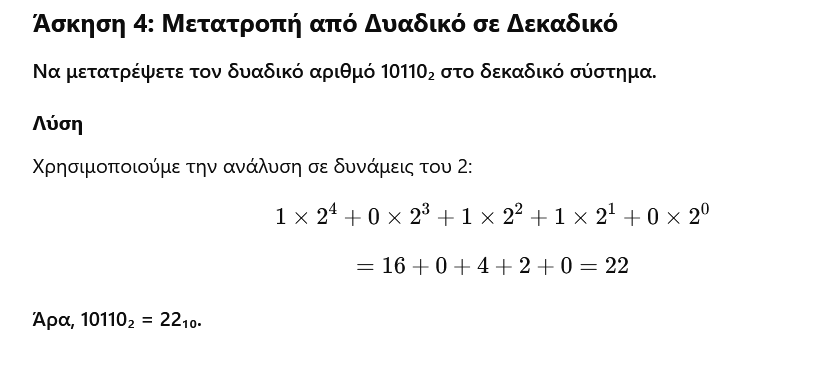 Άσκηση 4: Μετατροπή από Δυαδικό σε Δεκαδικό
Να μετατρέψετε τον δυαδικό αριθμό 10110₂ στο δεκαδικό σύστημα.
Λύση
Χρησιμοποιούμε την ανάλυση σε δυνάμεις του 2:
1 × 2⁴ + 0 × 2³ + 1 × 2² + 1 × 2¹ + 0 × 2⁰
= 16 + 0 + 4 + 2 + 0 = 22
Άρα, 10110₂ = 22₁₀.